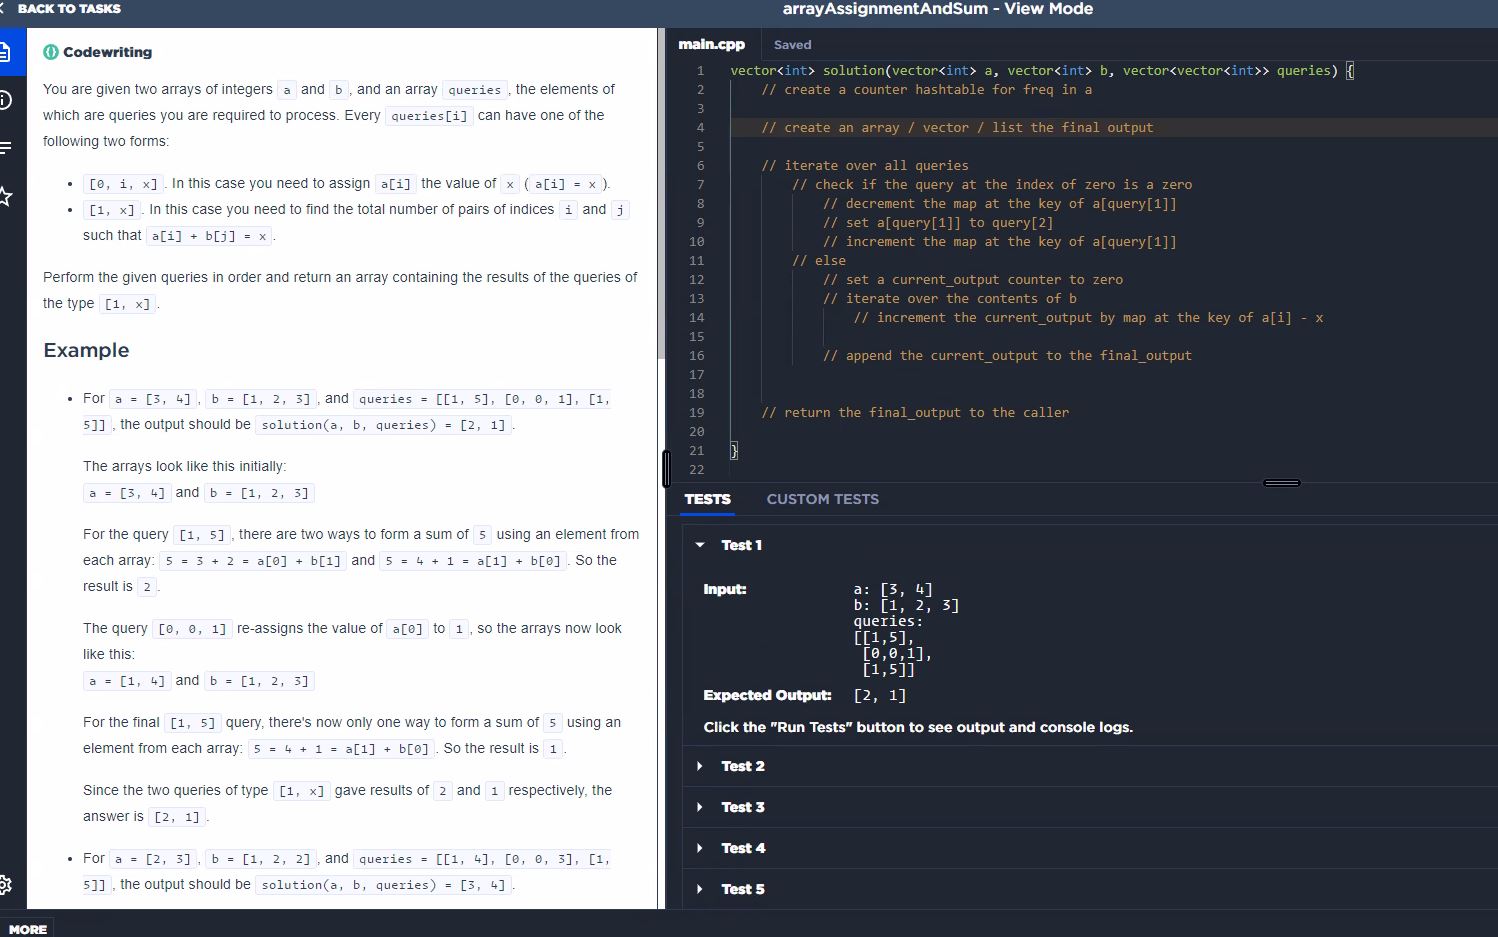 BACK TO TASKS
arrayAssignmentAndSum - View Mode
Codewriting
You are given two arrays of integers a and b, and an array queries, the elements of
which are queries you are required to process. Every queries[i] can have one of the
following two forms:
[0, i, x]. In this case you need to assign a[i] the value of x (a[i] = x).
[1, x]. In this case you need to find the total number of pairs of indices i and j
such that a[i] + b[j] = x.
Perform the given queries in order and return an array containing the results of the queries of
the type [1, x].
Example
For a = [3, 4], b = [1, 2, 3], and queries = [[1, 5], [0, 0, 1], [1,
5]], the output should be solution(a, b, queries) = [2, 1].
The arrays look like this initially:
a = [3, 4] and b = [1, 2, 3]
For the query [1, 5], there are two ways to form a sum of 5 using an element from
each array: 5 = 3 + 2 = a[0] + b[1] and 5 = 4 + 1 = a[1] + b[0]. So the
result is 2.
The query [0, 0, 1] re-assigns the value of a[0] to 1, so the arrays now look
like this:
a = [1, 4] and b = [1, 2, 3]
For the final [1, 5] query, there's now only one way to form a sum of 5 using an
element from each array: 5 = 4 + 1 = a[1] + b[0]. So the result is 1.
Since the two queries of type [1, x] gave results of 2 and 1 respectively, the
answer is [2, 1].
For a = [2, 3], b = [1, 2, 2], and queries = [[1, 4], [0, 0, 3], [1,
5]], the output should be solution(a, b, queries) = [3, 4].
MORE
main.cpp Saved
1 vector<int> solution(vector<int> a, vector<int> b, vector<vector<int>> queries) {
2 // create a counter hashtable for freq in a
3
4 // create an array / vector / list the final output
5
6 // iterate over all queries
7 // check if the query at the index of zero is a zero
8 // decrement the map at the key of a[query[1]]
9 // set a[query[1]] to query[2]
10 // increment the map at the key of a[query[1]]
11 // else
12 // set a current_output counter to zero
13 // iterate over the contents of b
14 // increment the current_output by map at the key of a[i] - x
15
16 // append the current_output to the final_output
17
18
19 // return the final_output to the caller
20
21 }
22
TESTS CUSTOM TESTS
Test 1
Input: a: [3, 4]
b: [1, 2, 3]
queries:
[[1,5],
[0,0,1],
[1,5]]
Expected Output: [2, 1]
Click the "Run Tests" button to see output and console logs.
Test 2
Test 3
Test 4
Test 5